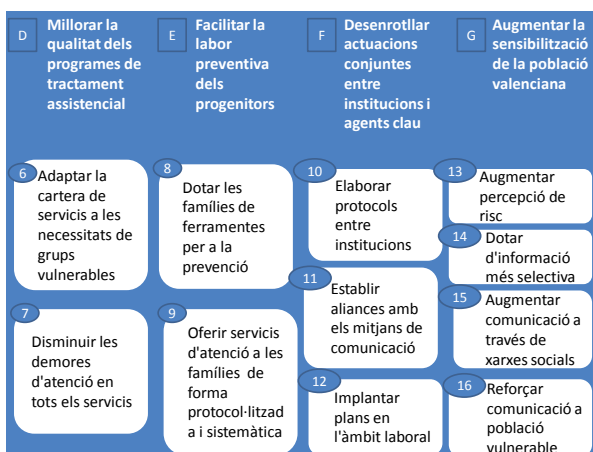 D
Millorar la
qualitat dels
programes de
tractament
assistencial
E
Facilitar la
labor
preventiva
dels
progenitors
F
Desenrotllar
actuacions
conjuntes
entre
institucions i
agents clau
G
Augmentar la
sensibilització
de la població
valenciana
6
Adaptar la
cartera de
servicis a les
necessitats de
grups
vulnerables
7
Disminuir les
demores
d'atenció en
tots els servicis
8
Dotar les
famílies de
ferramentes
per a la
prevenció
9
Oferir servicis
d'atenció a les
famílies de
forma
protocol·litzad
a i sistemàtica
10
Elaborar
protocols
entre
institucions
11
Establir
aliances amb
els mitjans de
comunicació
12
Implantar
plans en
l'àmbit laboral
13
Augmentar
percepció de
risc
14
Dotar
d'informació
més selectiva
15
Augmentar
comunicació a
través de
xarxes socials
16
Reforçar
comunicació a
població
vulnerable